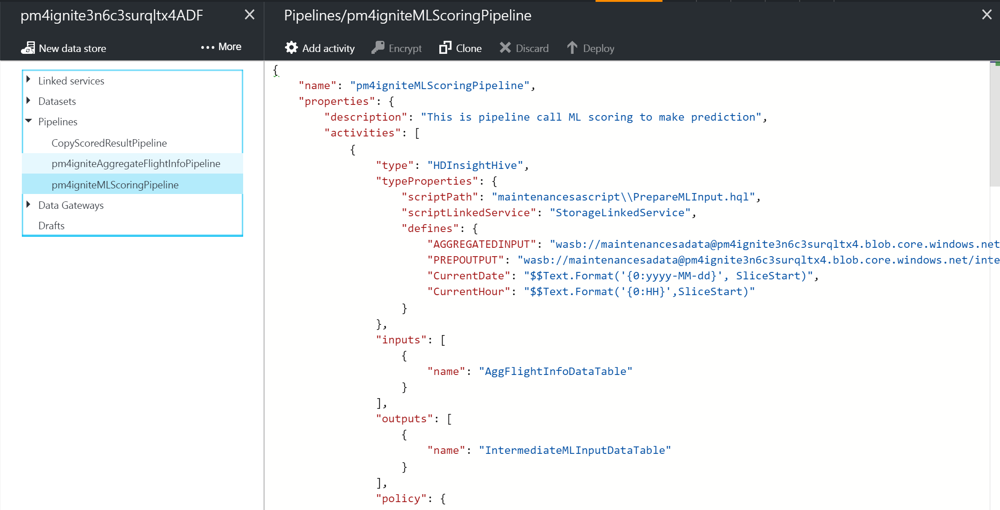 pm4ignite3n6c3surqltx4ADF
New data store
More
Linked services
Datasets
Pipelines
CopyScoredResultPipeline
pm4igniteAggregateFlightInfoPipeline
pm4igniteMLScoringPipeline
Data Gateways
Drafts
Pipelines/pm4igniteMLScoringPipeline
Add activity
Encrypt
Clone
Discard
Deploy
{
"name": "pm4igniteMLScoringPipeline",
"properties": {
"description": "This is pipeline call ML scoring to make prediction",
"activities": [
{
"type": "HDInsightHive",
"typeProperties": {
"scriptPath": "maintenancesascript\\PrepareMLInput.hql",
"scriptLinkedService": "StorageLinkedService",
"defines": {
"AGGREGATEDINPUT": "wasb://maintenancesadata@pm4ignite3n6c3surqltx4.blob.core.windows.net
"PREPOUTPUT": "wasb://maintenancesadata@pm4ignite3n6c3surqltx4.blob.core.windows.net/inte
"CurrentDate": "$$Text.Format('{0:yyyy-MM-dd}', SliceStart)",
"CurrentHour": "$$Text.Format('{0:HH}',SliceStart)"
}
},
"inputs": [
{
"name": "AggFlightInfoDataTable"
}
],
"outputs": [
{
"name": "IntermediateMLInputDataTable"
}
],
"policy": {